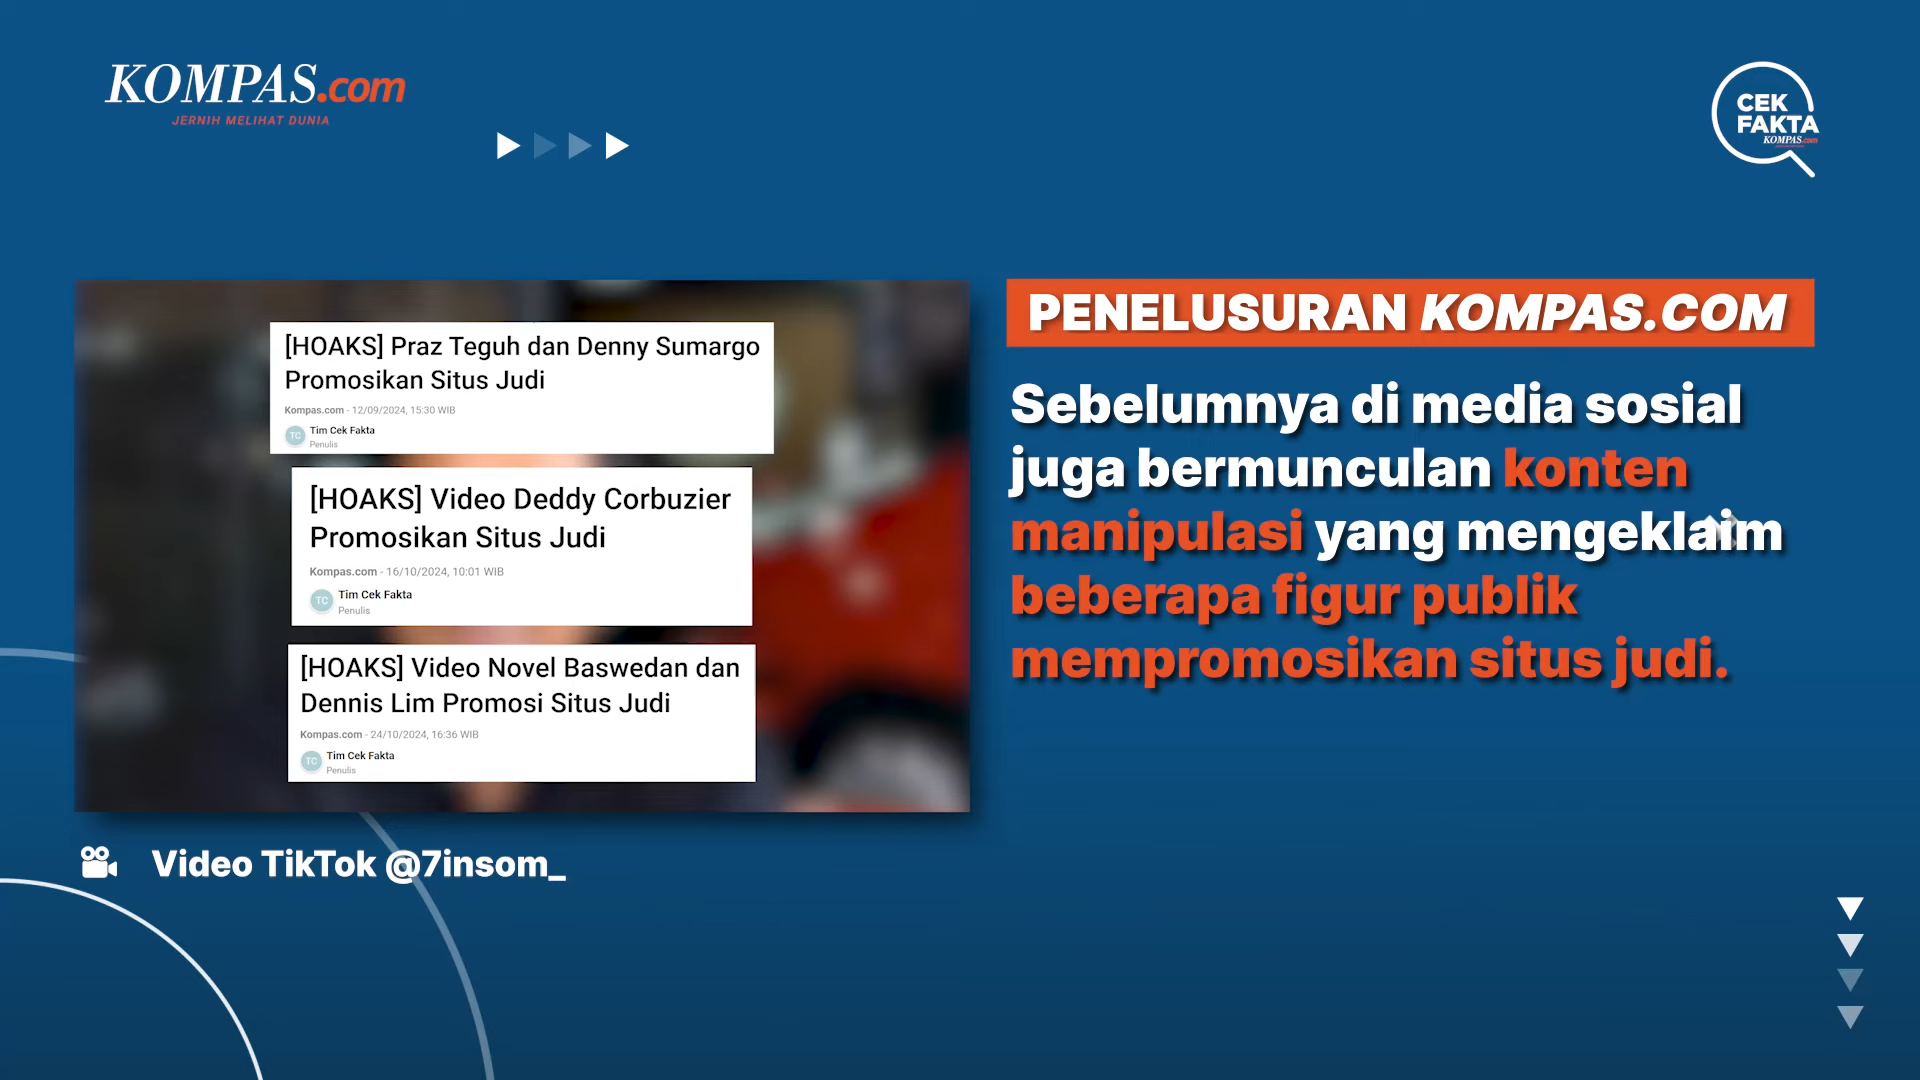 KOMPAS.com
JERNIH MELIHAT DUNIA
CEK
FAKTA
KOMPAS.com
[HOAKS] Praz Teguh dan Denny Sumargo
Promosikan Situs Judi
Kompas.com - 12/09/2024, 15:30 WIB
TC
Tim Cek Fakta
Penulis
[HOAKS] Video Deddy Corbuzier
Promosikan Situs Judi
Kompas.com - 16/10/2024, 10:01 WIB
TC
Tim Cek Fakta
Penulis
[HOAKS] Video Novel Baswedan dan
Dennis Lim Promosi Situs Judi
Kompas.com - 24/10/2024, 16:36 WIB
TC
Tim Cek Fakta
Penulis
Video TikTok @7insom_
PENELUSURAN KOMPAS.COM
Sebelumnya di media sosial
juga bermunculan konten
manipulasi yang mengeklaim
beberapa figur publik
mempromosikan situs judi.